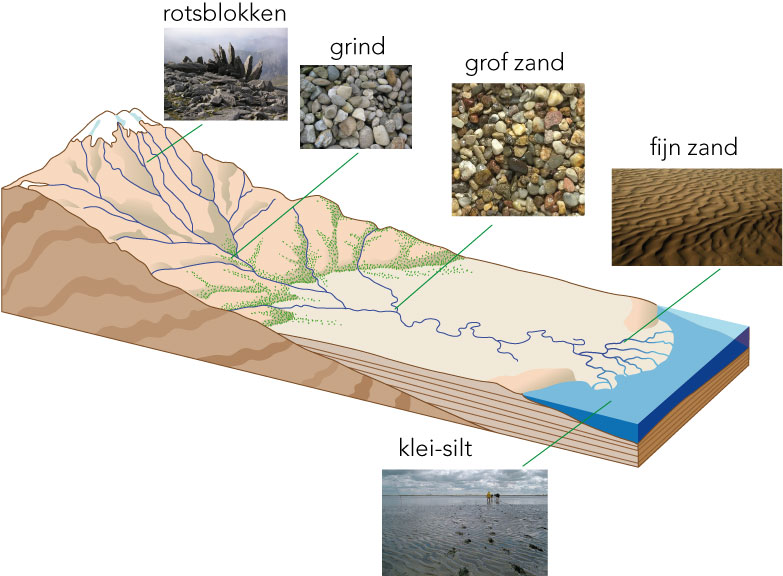 rotsblokken
grind
grof zand
fijn zand
klei-silt